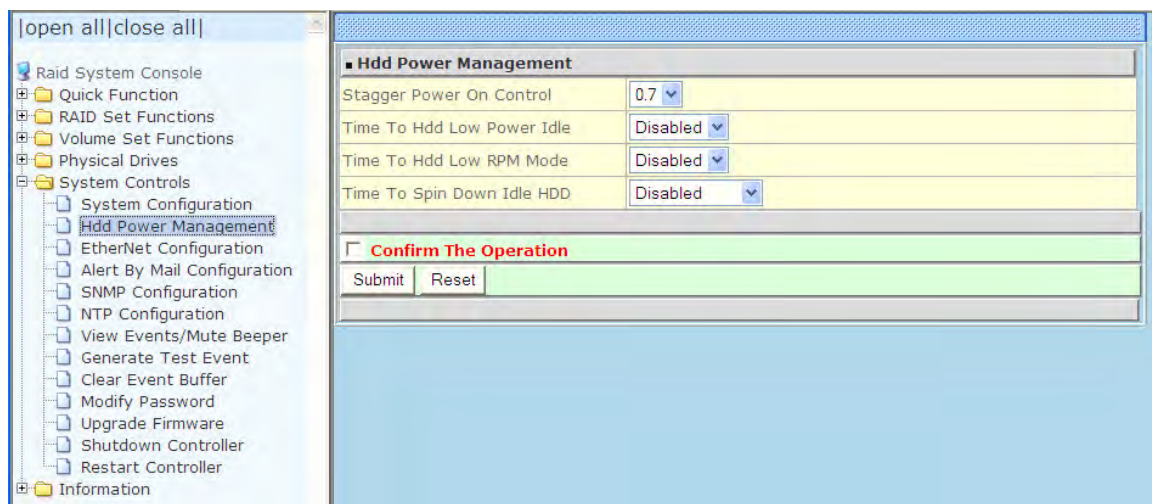 |open all|close all|
Raid System Console
Quick Function
RAID Set Functions
Volume Set Functions
Physical Drives
System Controls
System Configuration
Hdd Power Management
EtherNet Configuration
Alert By Mail Configuration
SNMP Configuration
NTP Configuration
View Events/Mute Beeper
Generate Test Event
Clear Event Buffer
Modify Password
Upgrade Firmware
Shutdown Controller
Restart Controller
Information
Hdd Power Management
Stagger Power On Control 0.7
Time To Hdd Low Power Idle Disabled
Time To Hdd Low RPM Mode Disabled
Time To Spin Down Idle HDD Disabled
Confirm The Operation
Submit Reset